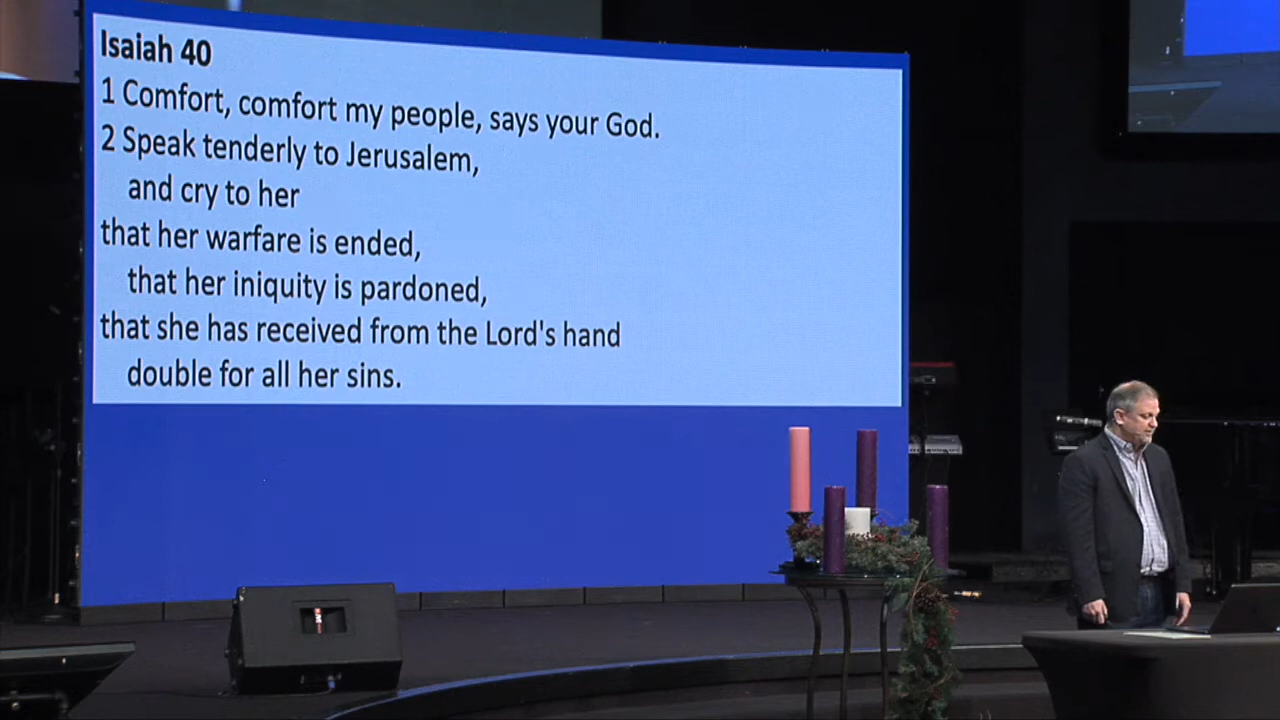 Isaiah 40
1 Comfort, comfort my people, says your God.
2 Speak tenderly to Jerusalem,
and cry to her
that her warfare is ended,
that her iniquity is pardoned,
that she has received from the Lord's hand
double for all her sins.